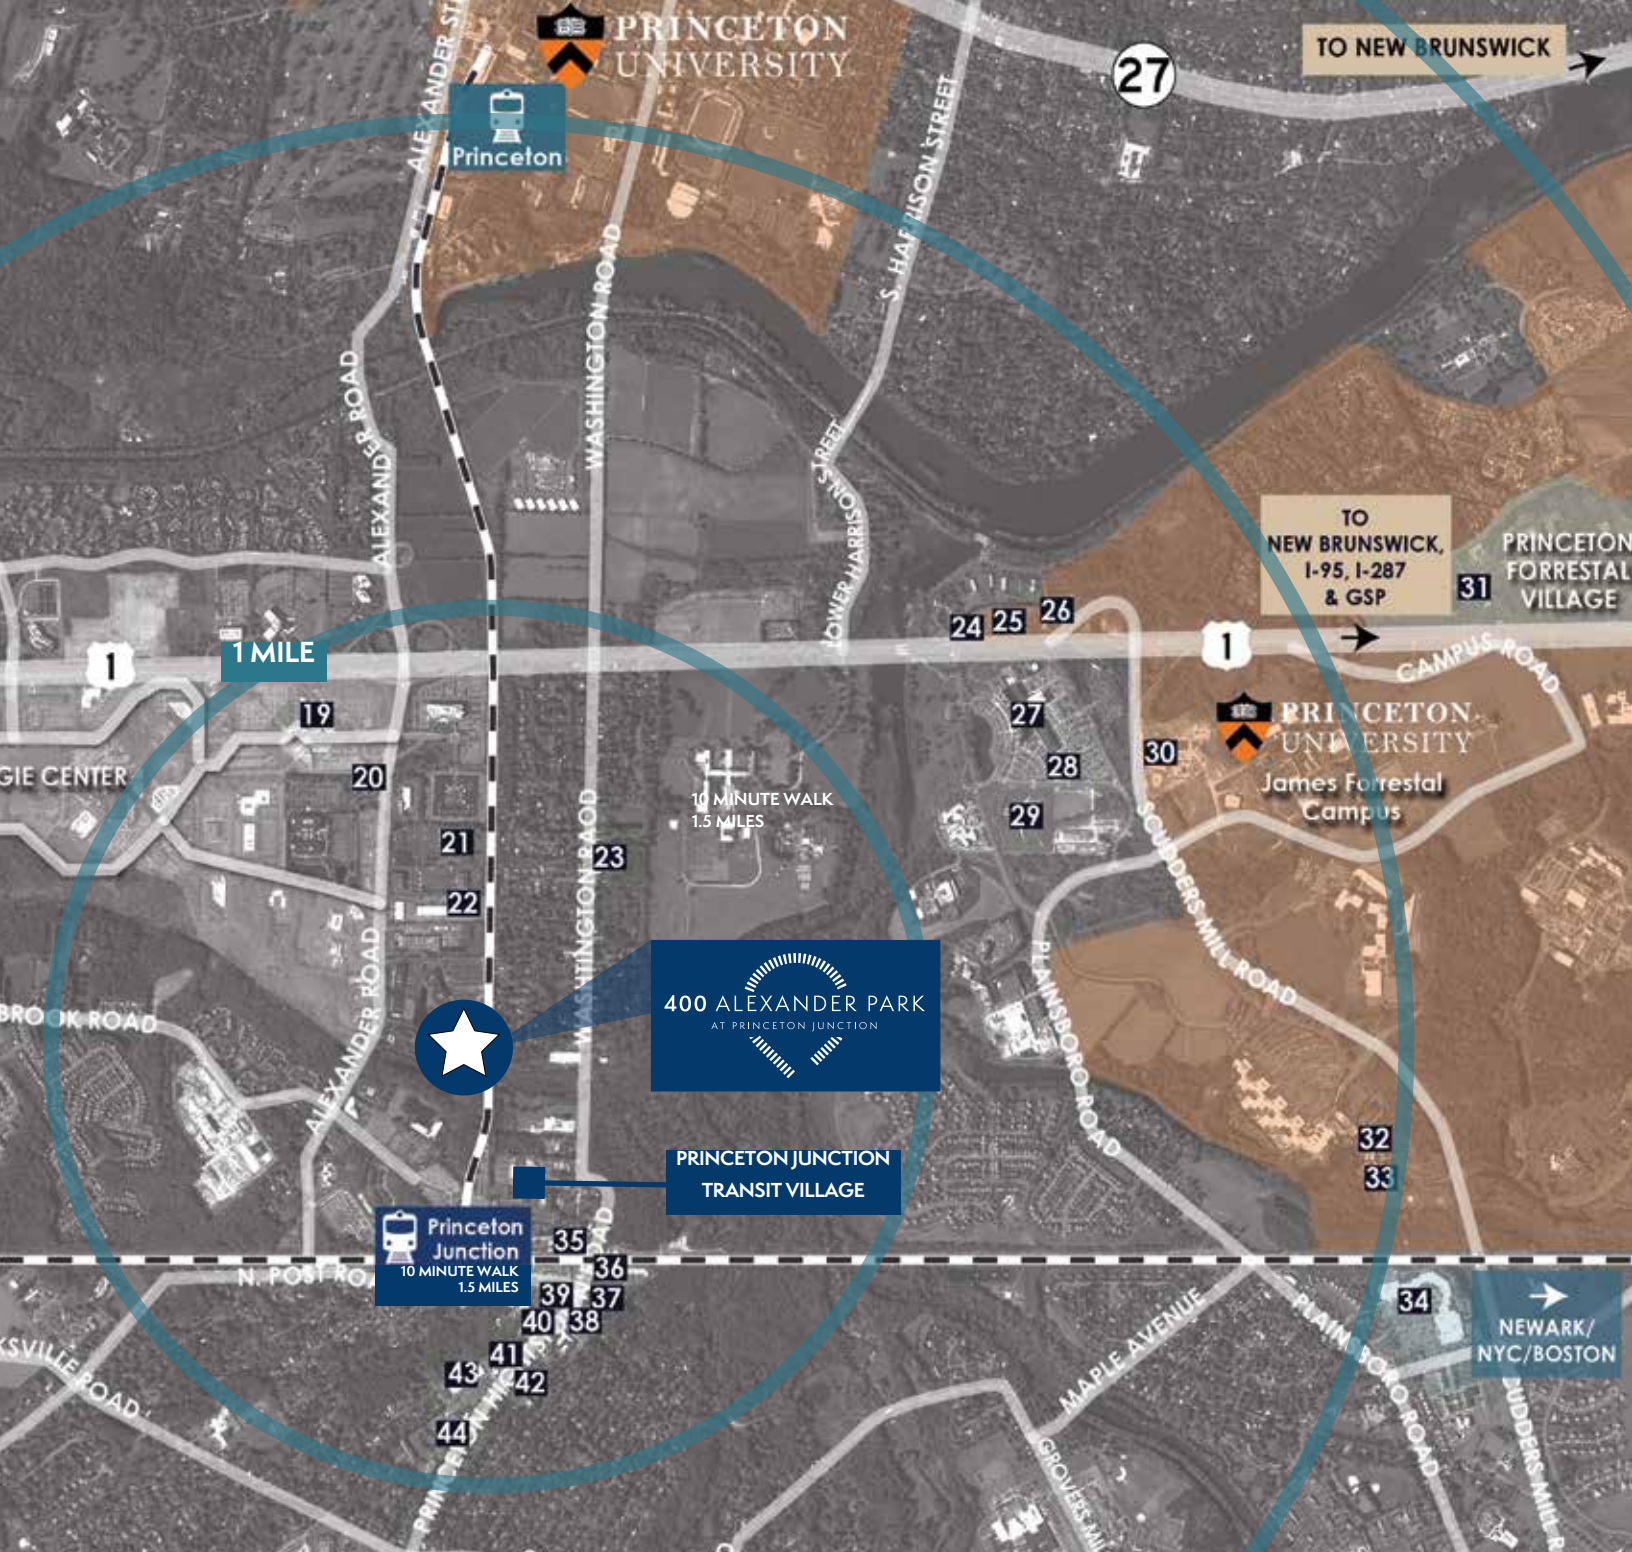 ALEXANDER ST
PRINCETON
UNIVERSITY
Princeton
27
TO NEW BRUNSWICK
S. HARRISON STREET
WASHINGTON ROAD
ALEXANDER ROAD
LOWER HARRISON STREET
TO
NEW BRUNSWICK,
I-95, I-287
& GSP
31
PRINCETON
FORRESTAL
VILLAGE
24
25
26
1
1 MILE
1
CAMPUS ROAD
19
27
PRINCETON
UNIVERSITY
James Forrestal
Campus
GIE CENTER
20
28
30
10 MINUTE WALK
1.5 MILES
29
21
23
22
SCUDDERS MILL ROAD
WASHINGTON RAOD
ALEXANDER ROAD
BROOK ROAD
400 ALEXANDER PARK
AT PRINCETON JUNCTION
PLAINSBORO ROAD
32
33
PRINCETON JUNCTION
TRANSIT VILLAGE
Princeton
Junction
10 MINUTE WALK
1.5 MILES
35
36
39
37
40
38
41
43
42
44
34
N. POST ROA
NEWARK/
NYC/BOSTON
KSVILLE ROAD
MAPLE AVENUE
PLAINSBORO ROAD
GROVERS MIL